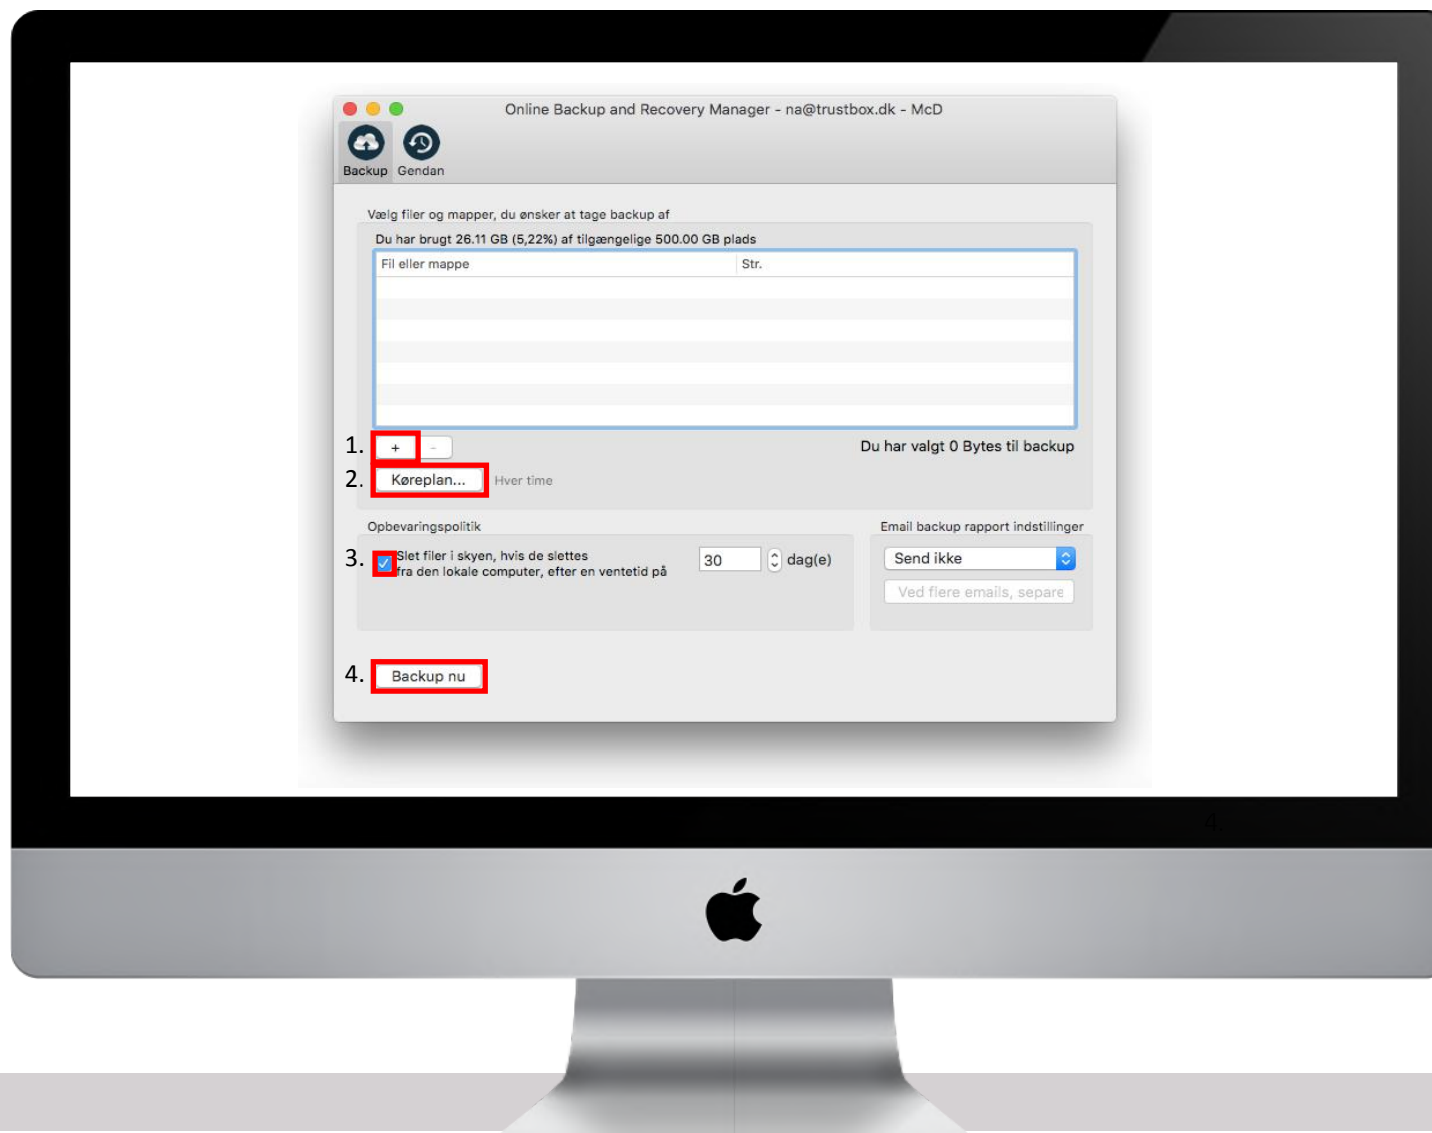 Online Backup and Recovery Manager - na@trustbox.dk - McD
Backup Gendan
Vælg filer og mapper, du ønsker at tage backup af
Du har brugt 26.11 GB (5,22%) af tilgængelige 500.00 GB plads
Fil eller mappe Str.
1. + - Du har valgt 0 Bytes til backup
2. Køreplan... Hver time
Opbevaringspolitik Email backup rapport indstillinger
3. Slet filer i skyen, hvis de slettes
fra den lokale computer, efter en ventetid på 30 dag(e) Send ikke
Ved flere emails, separe
4. Backup nu
4.